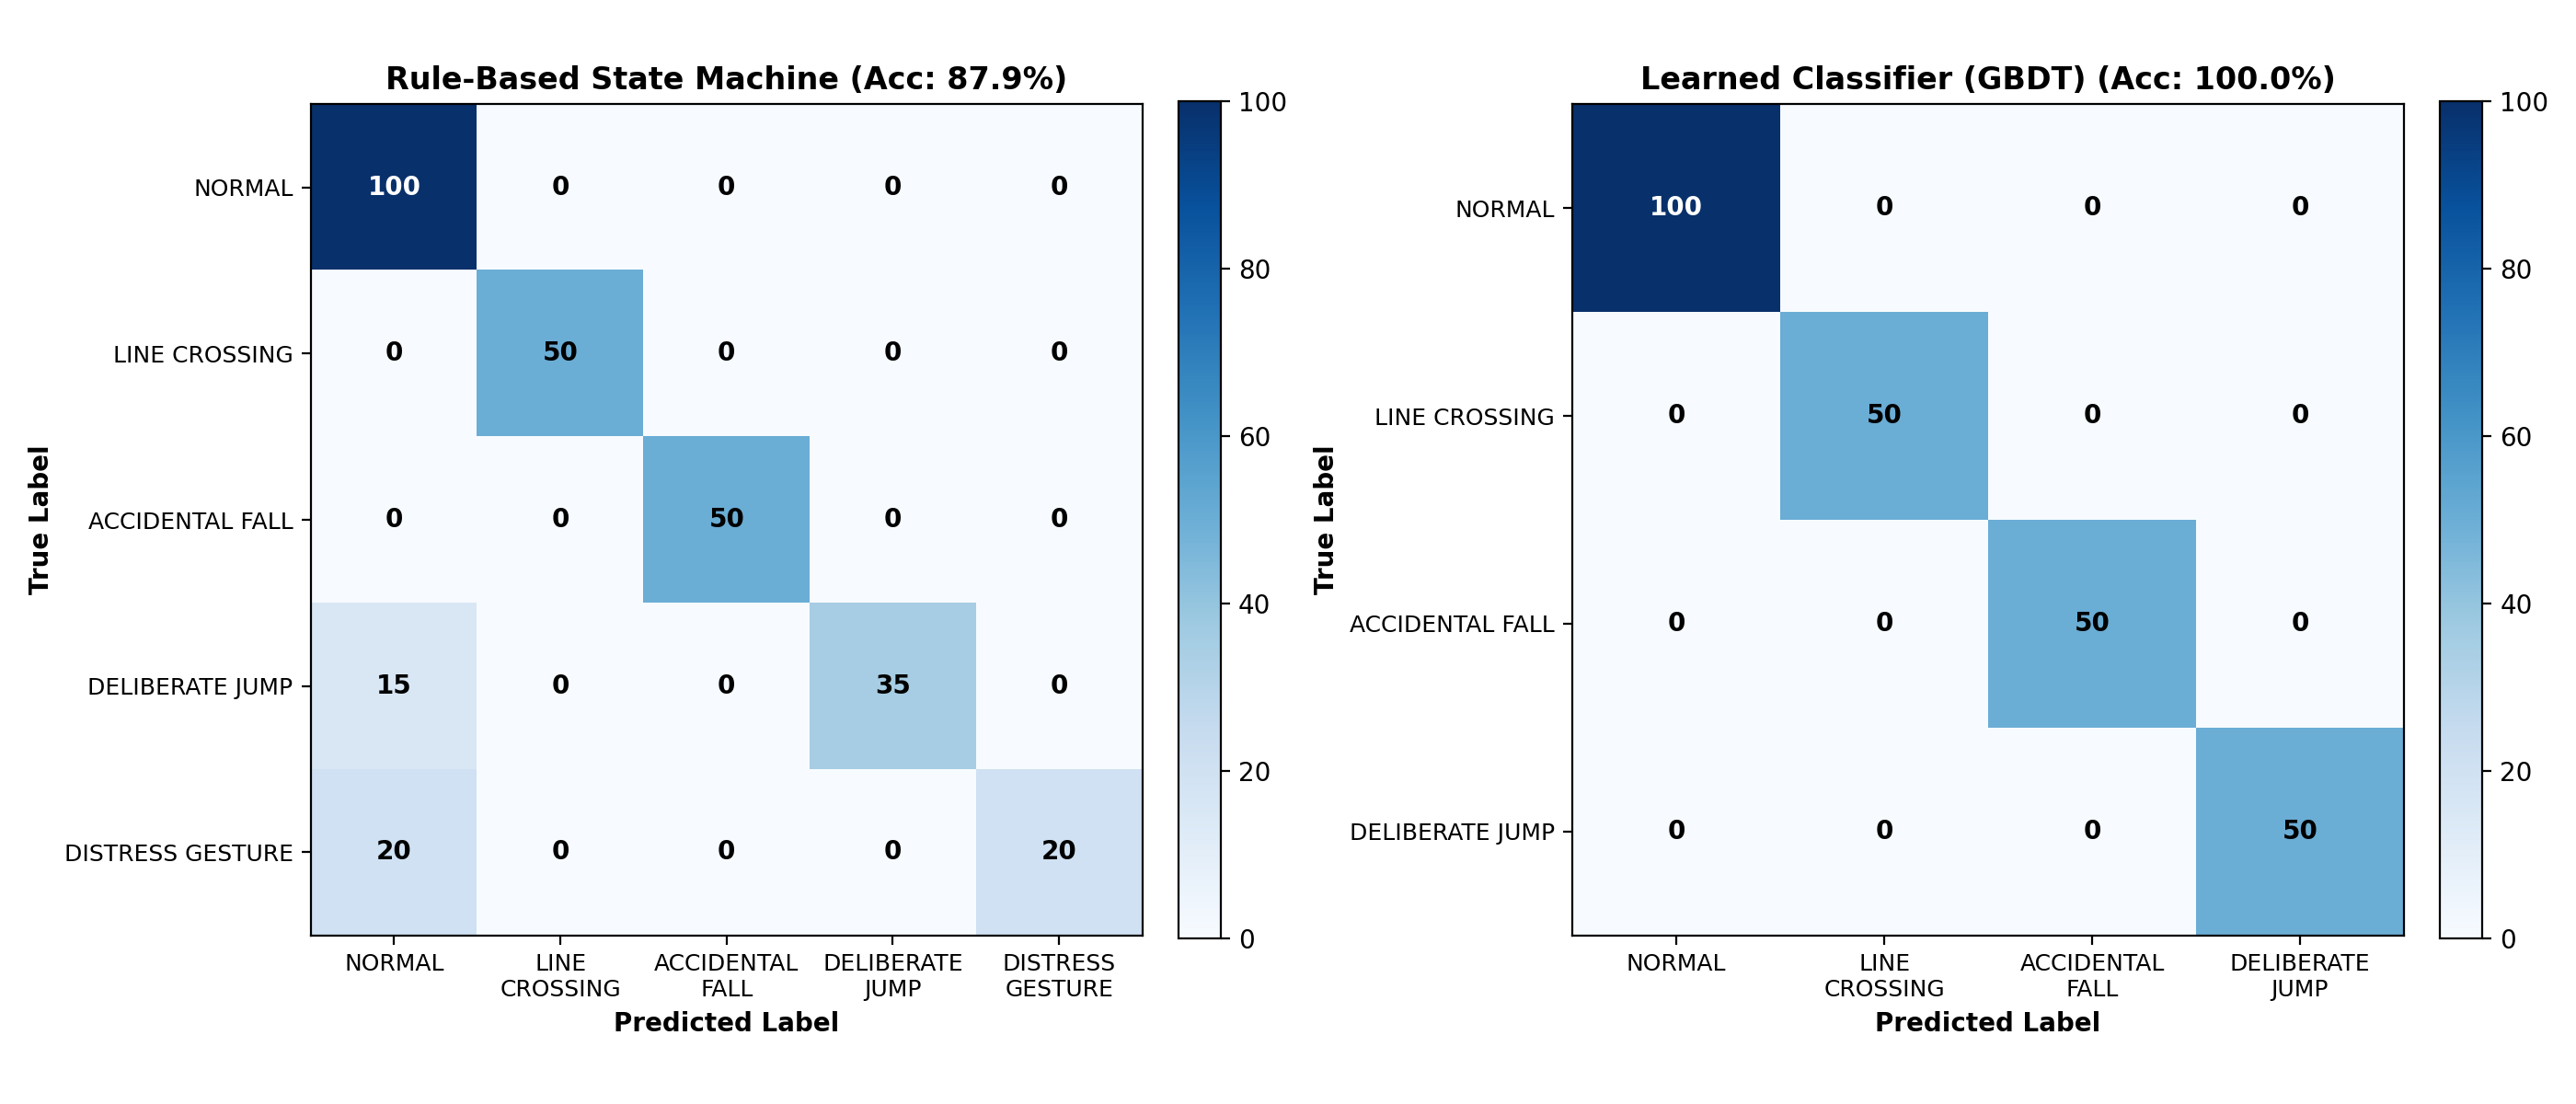 Rule-Based State Machine (Acc: 87.9%)
True Label
NORMAL 100 0 0 0 0
LINE CROSSING 0 50 0 0 0
ACCIDENTAL FALL 0 0 50 0 0
DELIBERATE JUMP 15 0 0 35 0
DISTRESS GESTURE 20 0 0 0 20
NORMAL LINE ACCIDENTAL DELIBERATE DISTRESS
CROSSING FALL JUMP GESTURE
Predicted Label
100
80
60
40
20
0
Learned Classifier (GBDT) (Acc: 100.0%)
True Label
NORMAL 100 0 0 0
LINE CROSSING 0 50 0 0
ACCIDENTAL FALL 0 0 50 0
DELIBERATE JUMP 0 0 0 50
NORMAL LINE ACCIDENTAL DELIBERATE
CROSSING FALL JUMP
Predicted Label
100
80
60
40
20
0